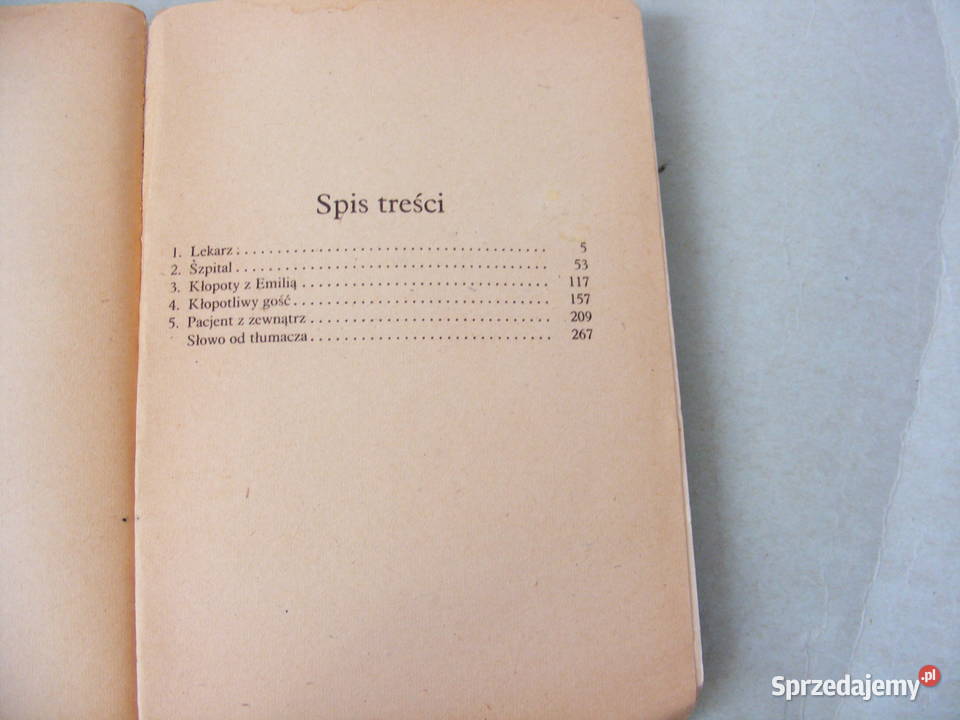 Spis treści
1. Lekarz . . . . . . . . . . . . . . . . . . . . . . . . . . . . . . . . . . . . . . 5
2. Szpital . . . . . . . . . . . . . . . . . . . . . . . . . . . . . . . . . . . . . . 53
3. Kłopoty z Emilią . . . . . . . . . . . . . . . . . . . . . . . . . . . . . . 117
4. Kłopotliwy gość . . . . . . . . . . . . . . . . . . . . . . . . . . . . . . . 157
5. Pacjent z zewnątrz . . . . . . . . . . . . . . . . . . . . . . . . . . . . . 209
Słowo od tłumacza . . . . . . . . . . . . . . . . . . . . . . . . . . . . . 267
Sprzedajemy.pl